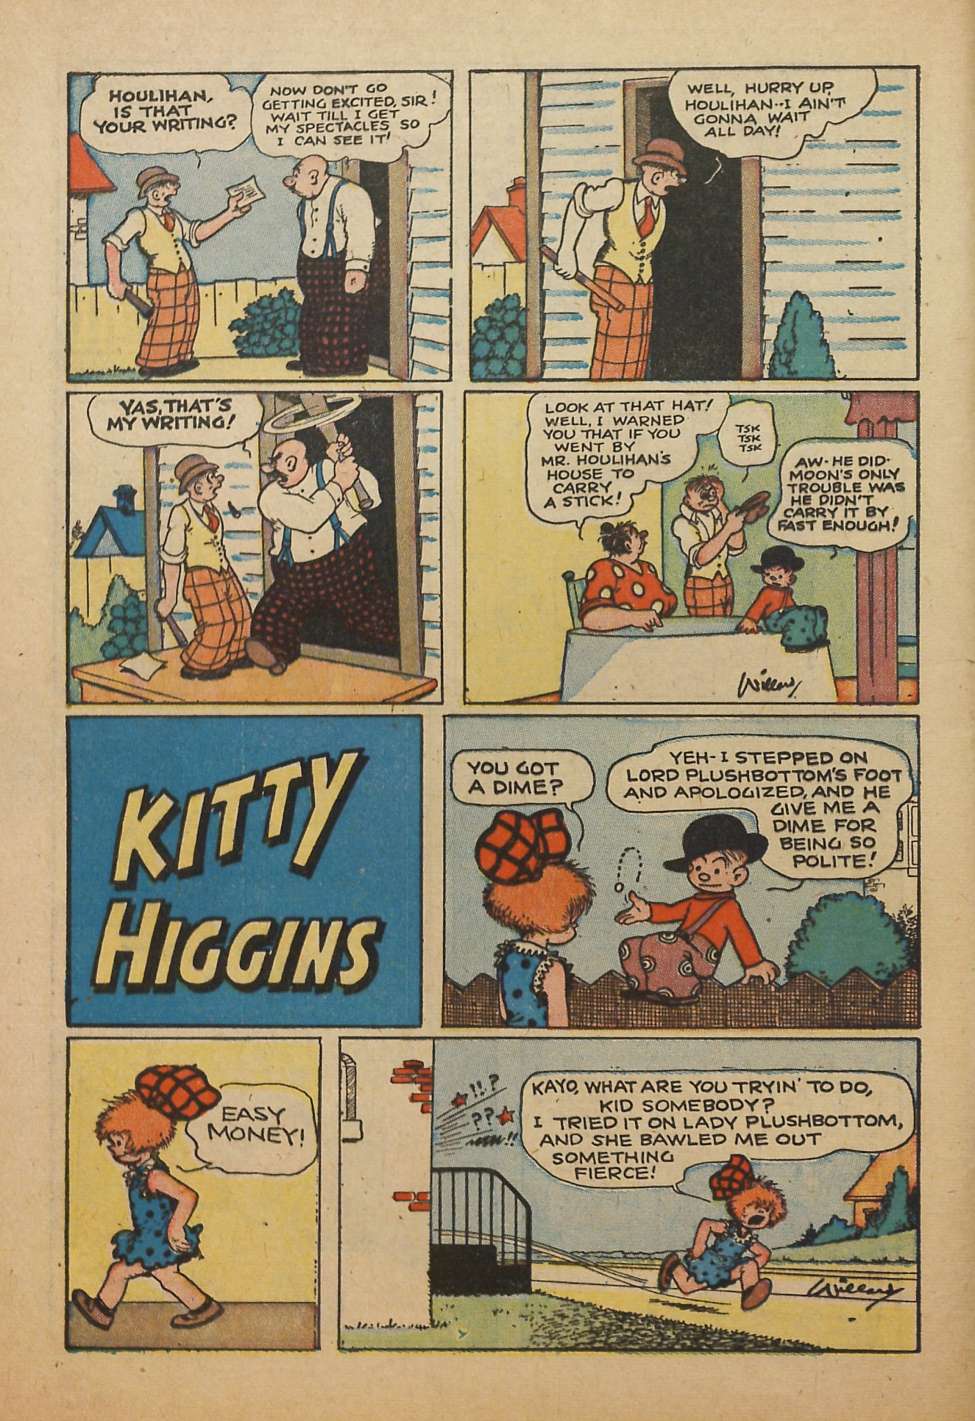 HOULIHAN,
IS THAT
YOUR WRITING?
NOW DON'T GO
GETTING EXCITED, SIR!
WAIT TILL I GET
MY SPECTACLES SO
I CAN SEE IT!
WELL, HURRY UP
HOULIHAN--I AIN'T
GONNA WAIT
ALL DAY!
YAS, THAT'S
MY WRITING!
LOOK AT THAT HAT!
WELL, I WARNED
YOU THAT IF YOU
WENT BY
MR. HOULIHAN'S
HOUSE TO
CARRY
A STICK!
TSK
TSK
TSK
AW-HE DID-
MOON'S ONLY
TROUBLE WAS
HE DIDN'T
CARRY IT BY
FAST ENOUGH!
Willard
KITTY
HIGGINS
YOU GOT
A DIME?
YEH-I STEPPED ON
LORD PLUSHBOTTOM'S FOOT
AND APOLOGIZED, AND HE
GIVE ME A
DIME FOR
BEING SO
POLITE!
EASY
MONEY!
!!?
??
!!
KAYO, WHAT ARE YOU TRYIN' TO DO,
KID SOMEBODY?
I TRIED IT ON LADY PLUSHBOTTOM,
AND SHE BAWLED ME OUT
SOMETHING
FIERCE!
Willard